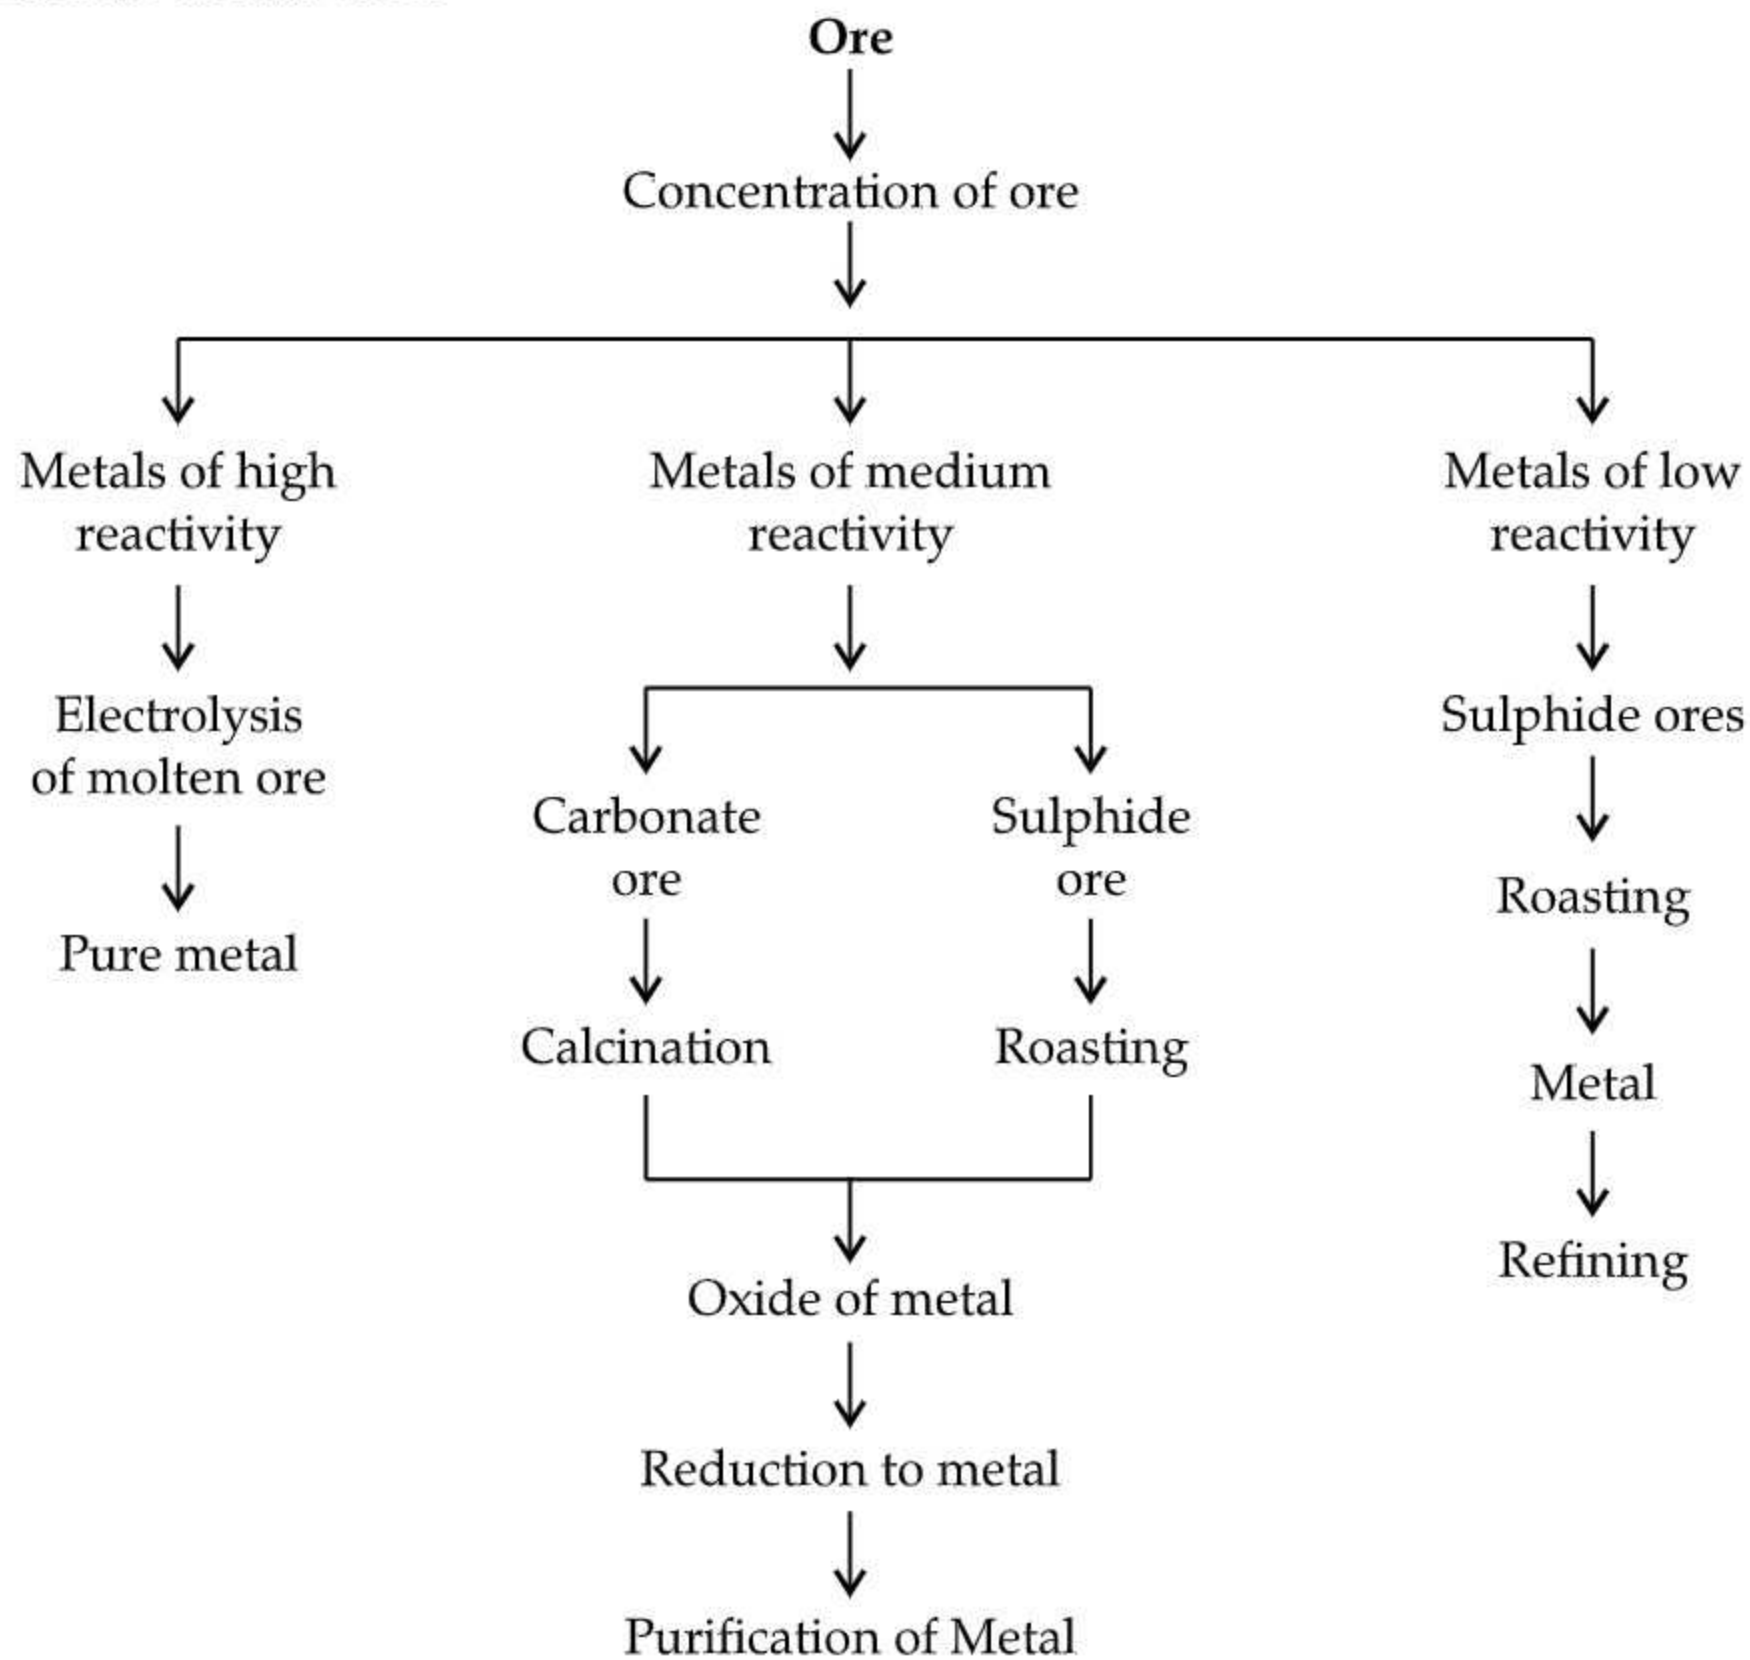 Ore
Concentration of ore
Metals of high
reactivity
Metals of medium
reactivity
Metals of low
reactivity
Electrolysis
of molten ore
Pure metal
Carbonate
ore
Sulphide
ore
Calcination
Roasting
Oxide of metal
Reduction to metal
Purification of Metal
Sulphide ores
Roasting
Metal
Refining